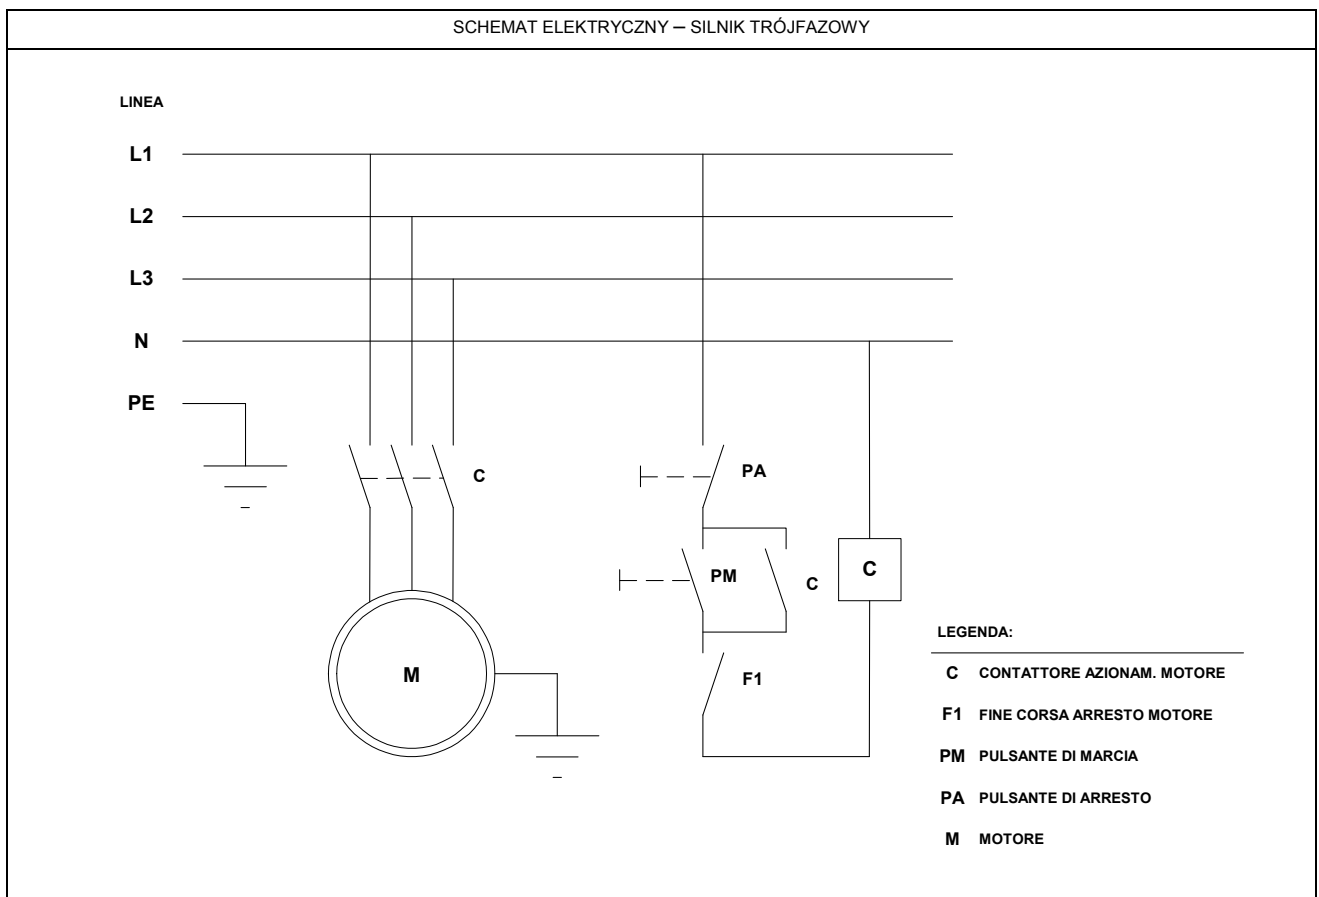 SCHEMAT ELEKTRYCZNY – SILNIK TRÓJFAZOWY
LINEA
L1
L2
L3
N
PE
C
PA
PM
C
C
F1
M
LEGENDA:
C CONTATTORE AZIONAM. MOTORE
F1 FINE CORSA ARRESTO MOTORE
PM PULSANTE DI MARCIA
PA PULSANTE DI ARRESTO
M MOTORE